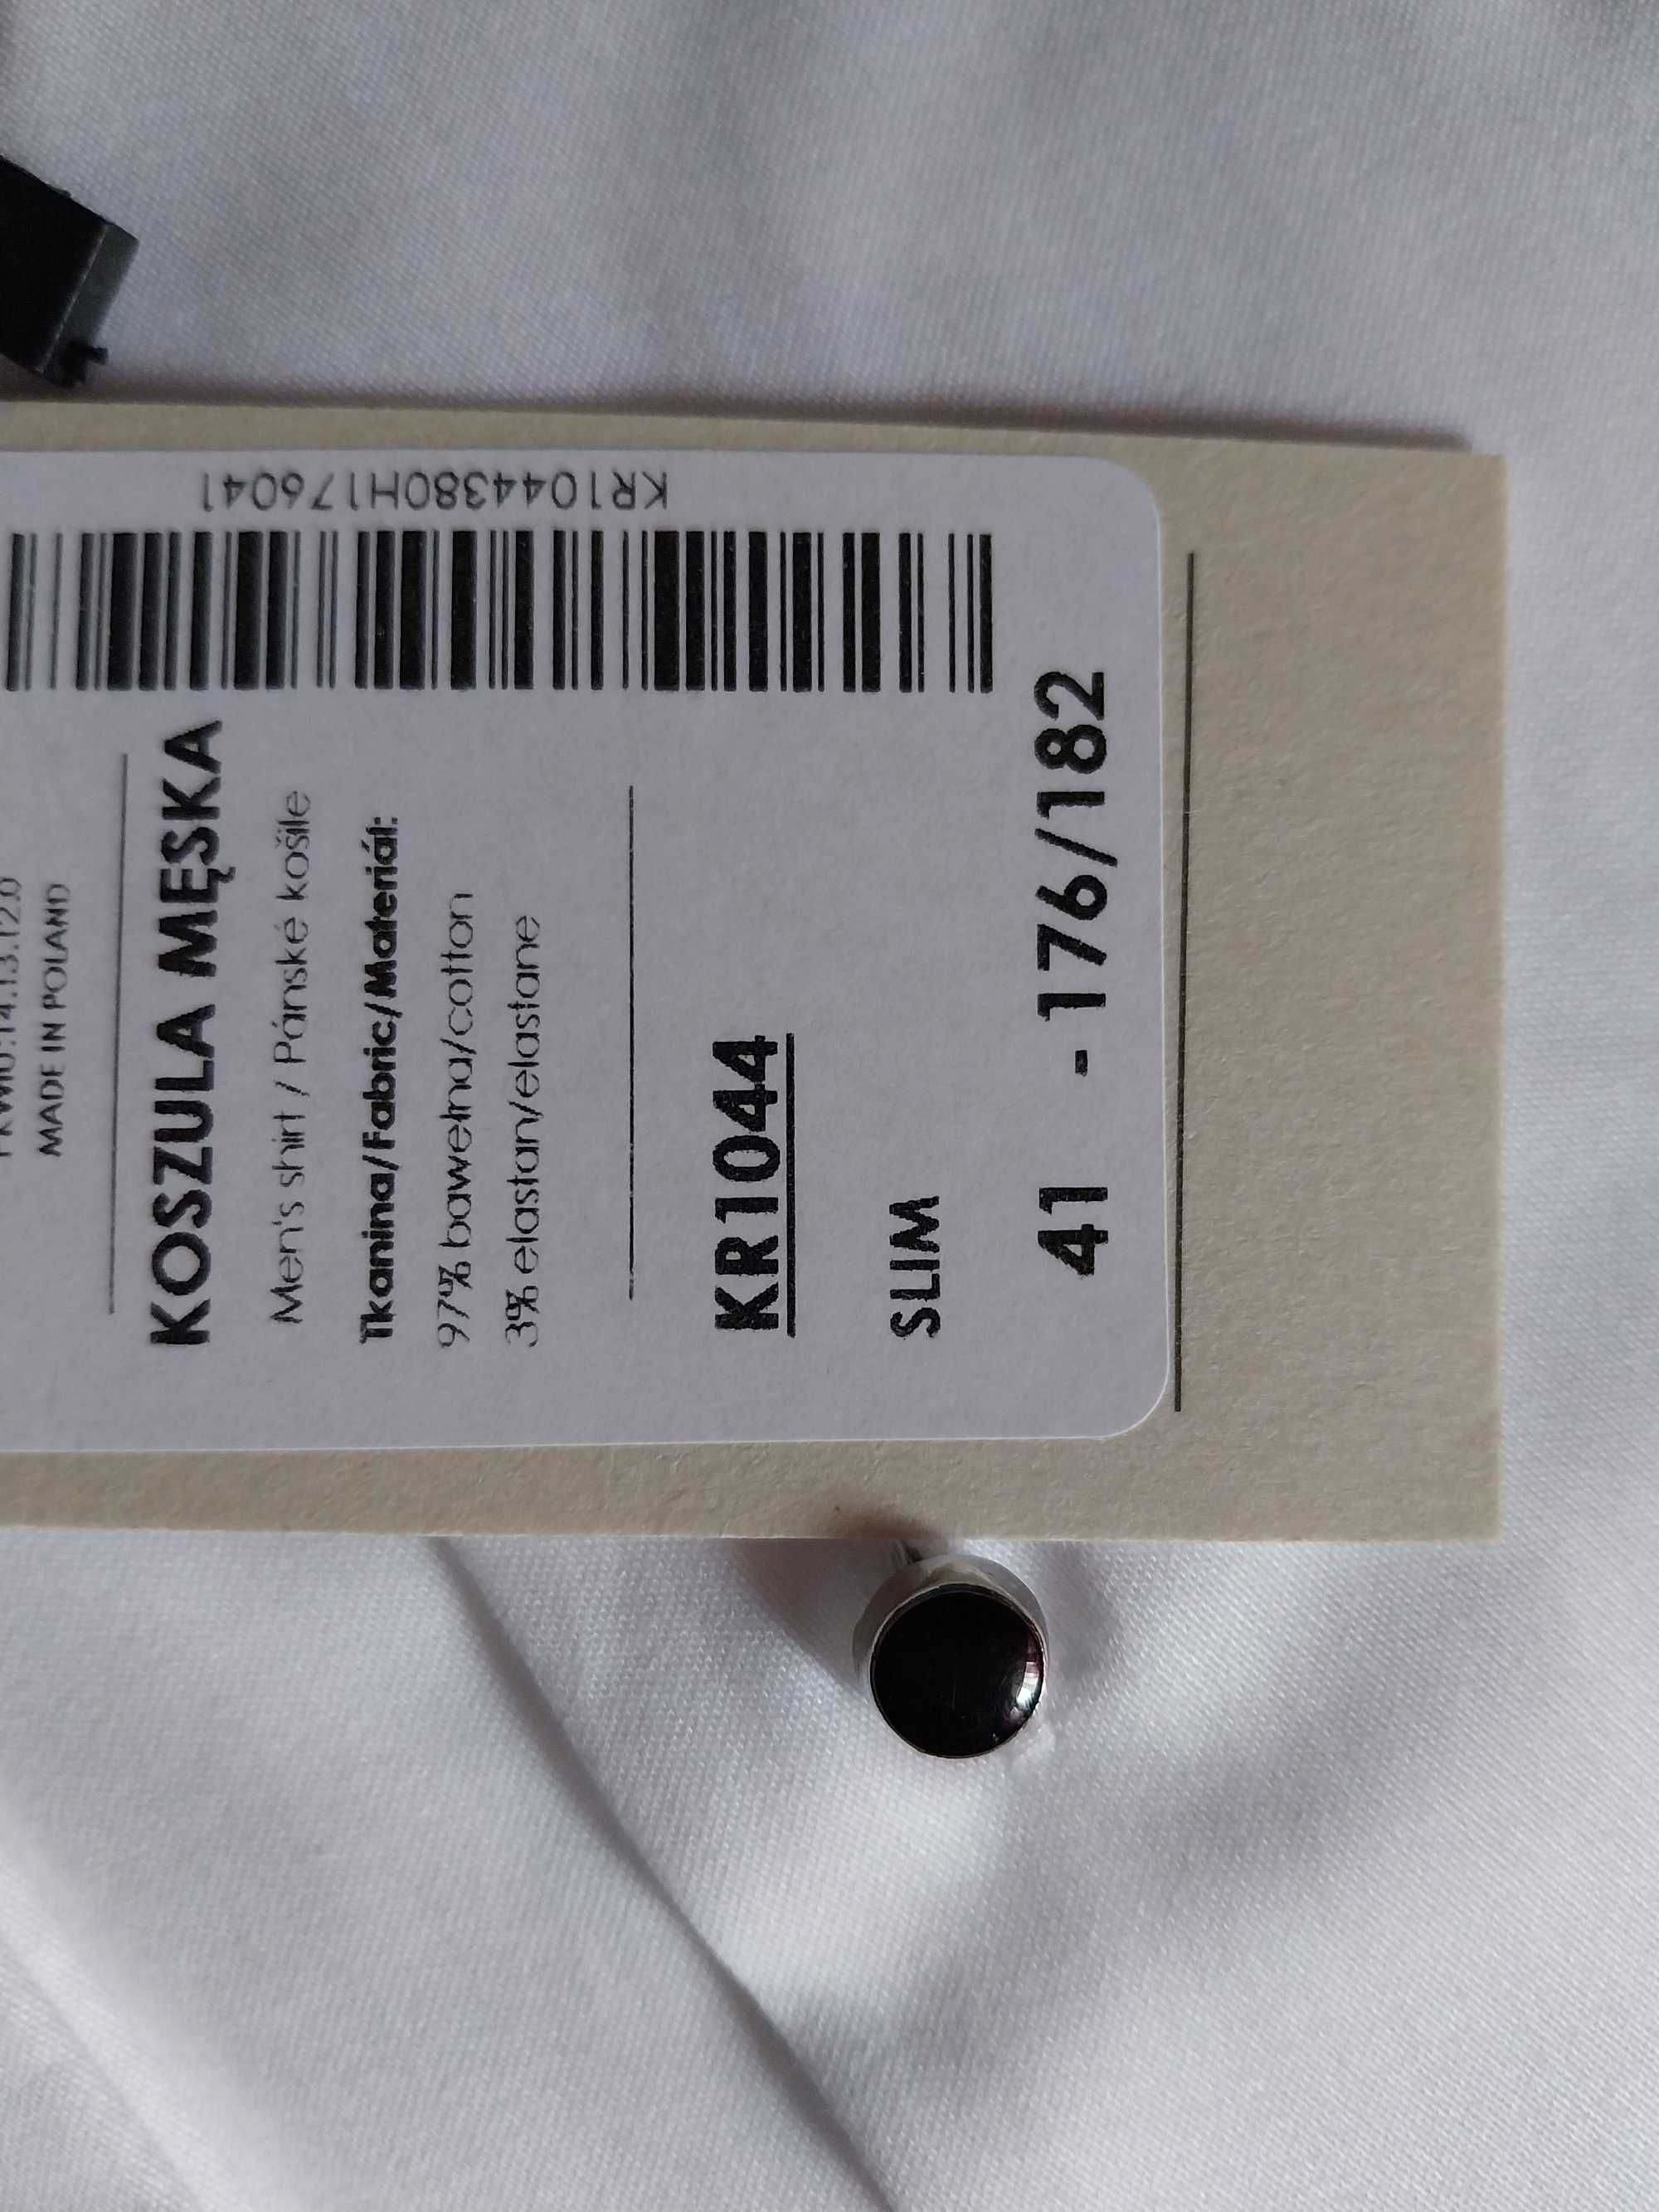 MADE IN POLAND
KOSZULA MĘSKA
Men's shirt / Pánské košile
Tkanina/Fabric/Materiál:
97% bawełna/cotton
3% elastan/elastane
KR1044
SLIM
41 - 176/182
KR1044380H176041